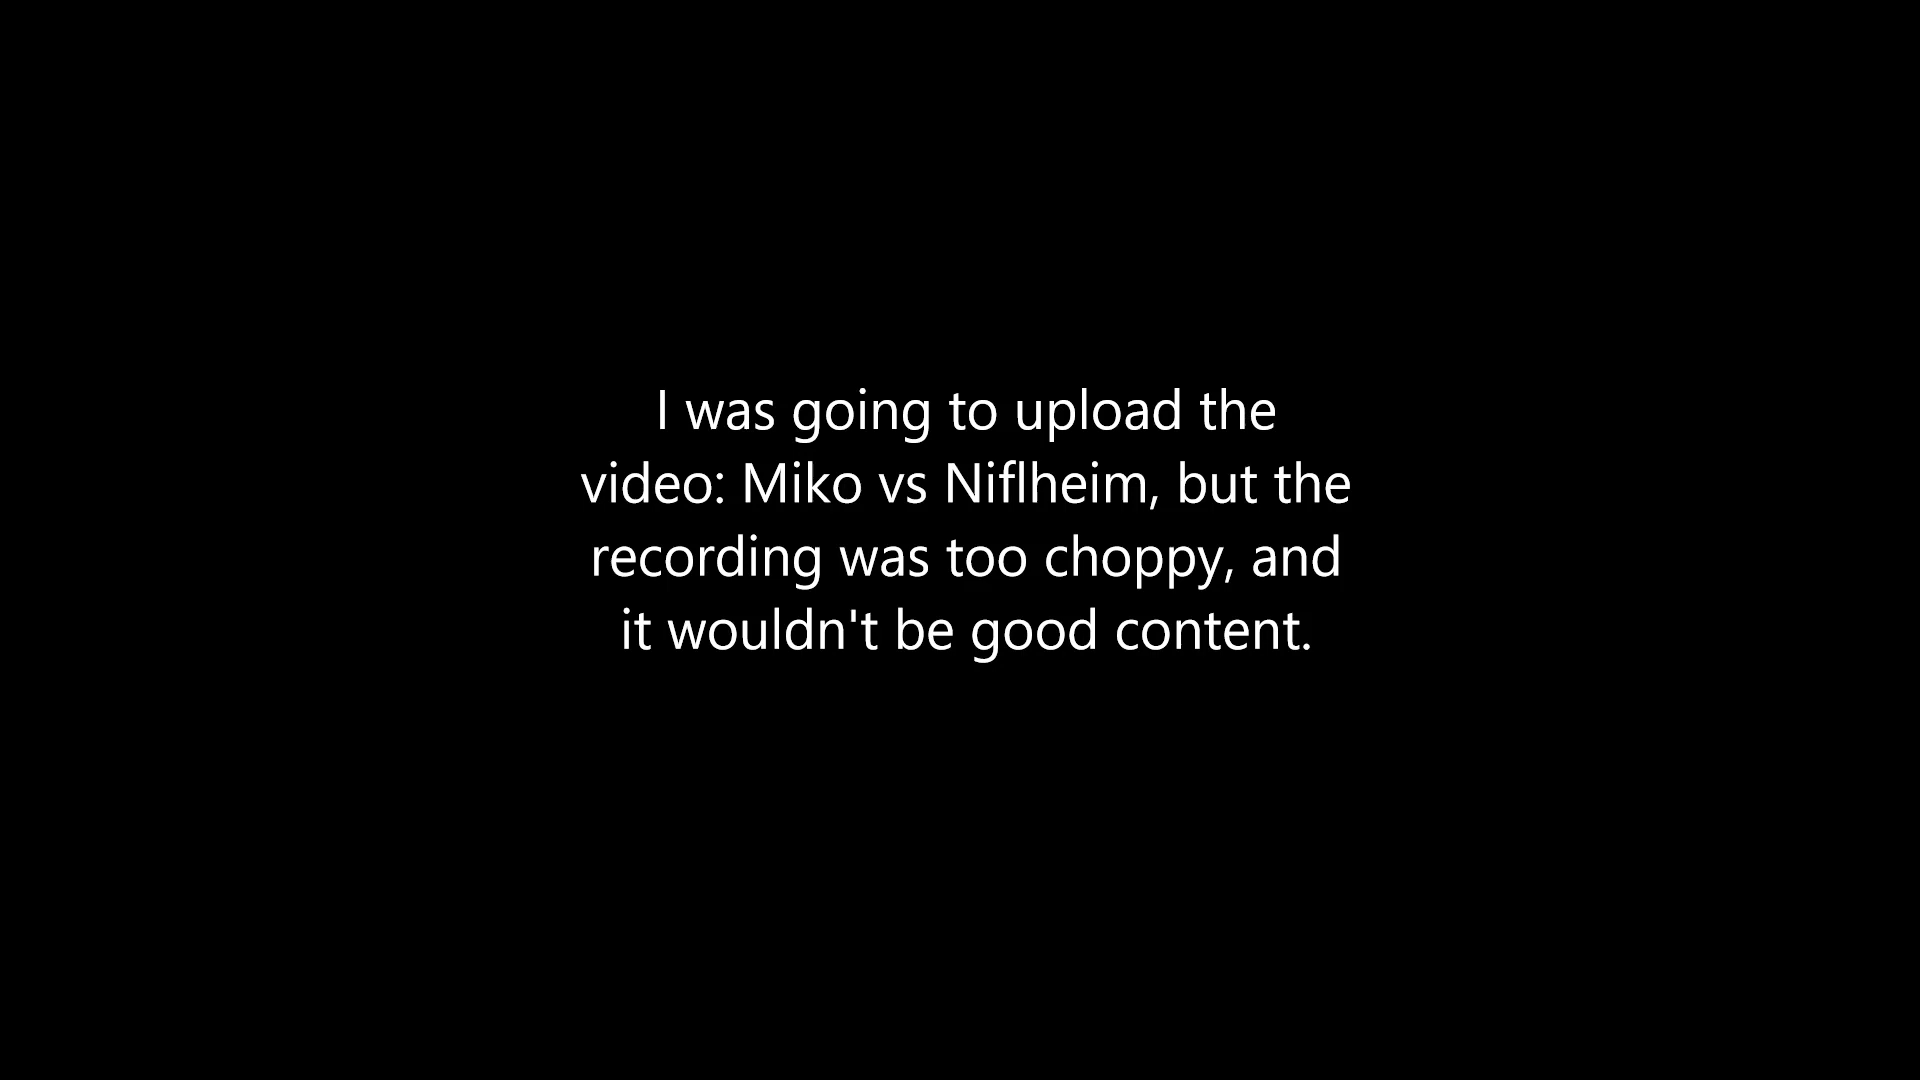 I was going to upload the
video: Miko vs Niflheim, but the
recording was too choppy, and
it wouldn't be good content.